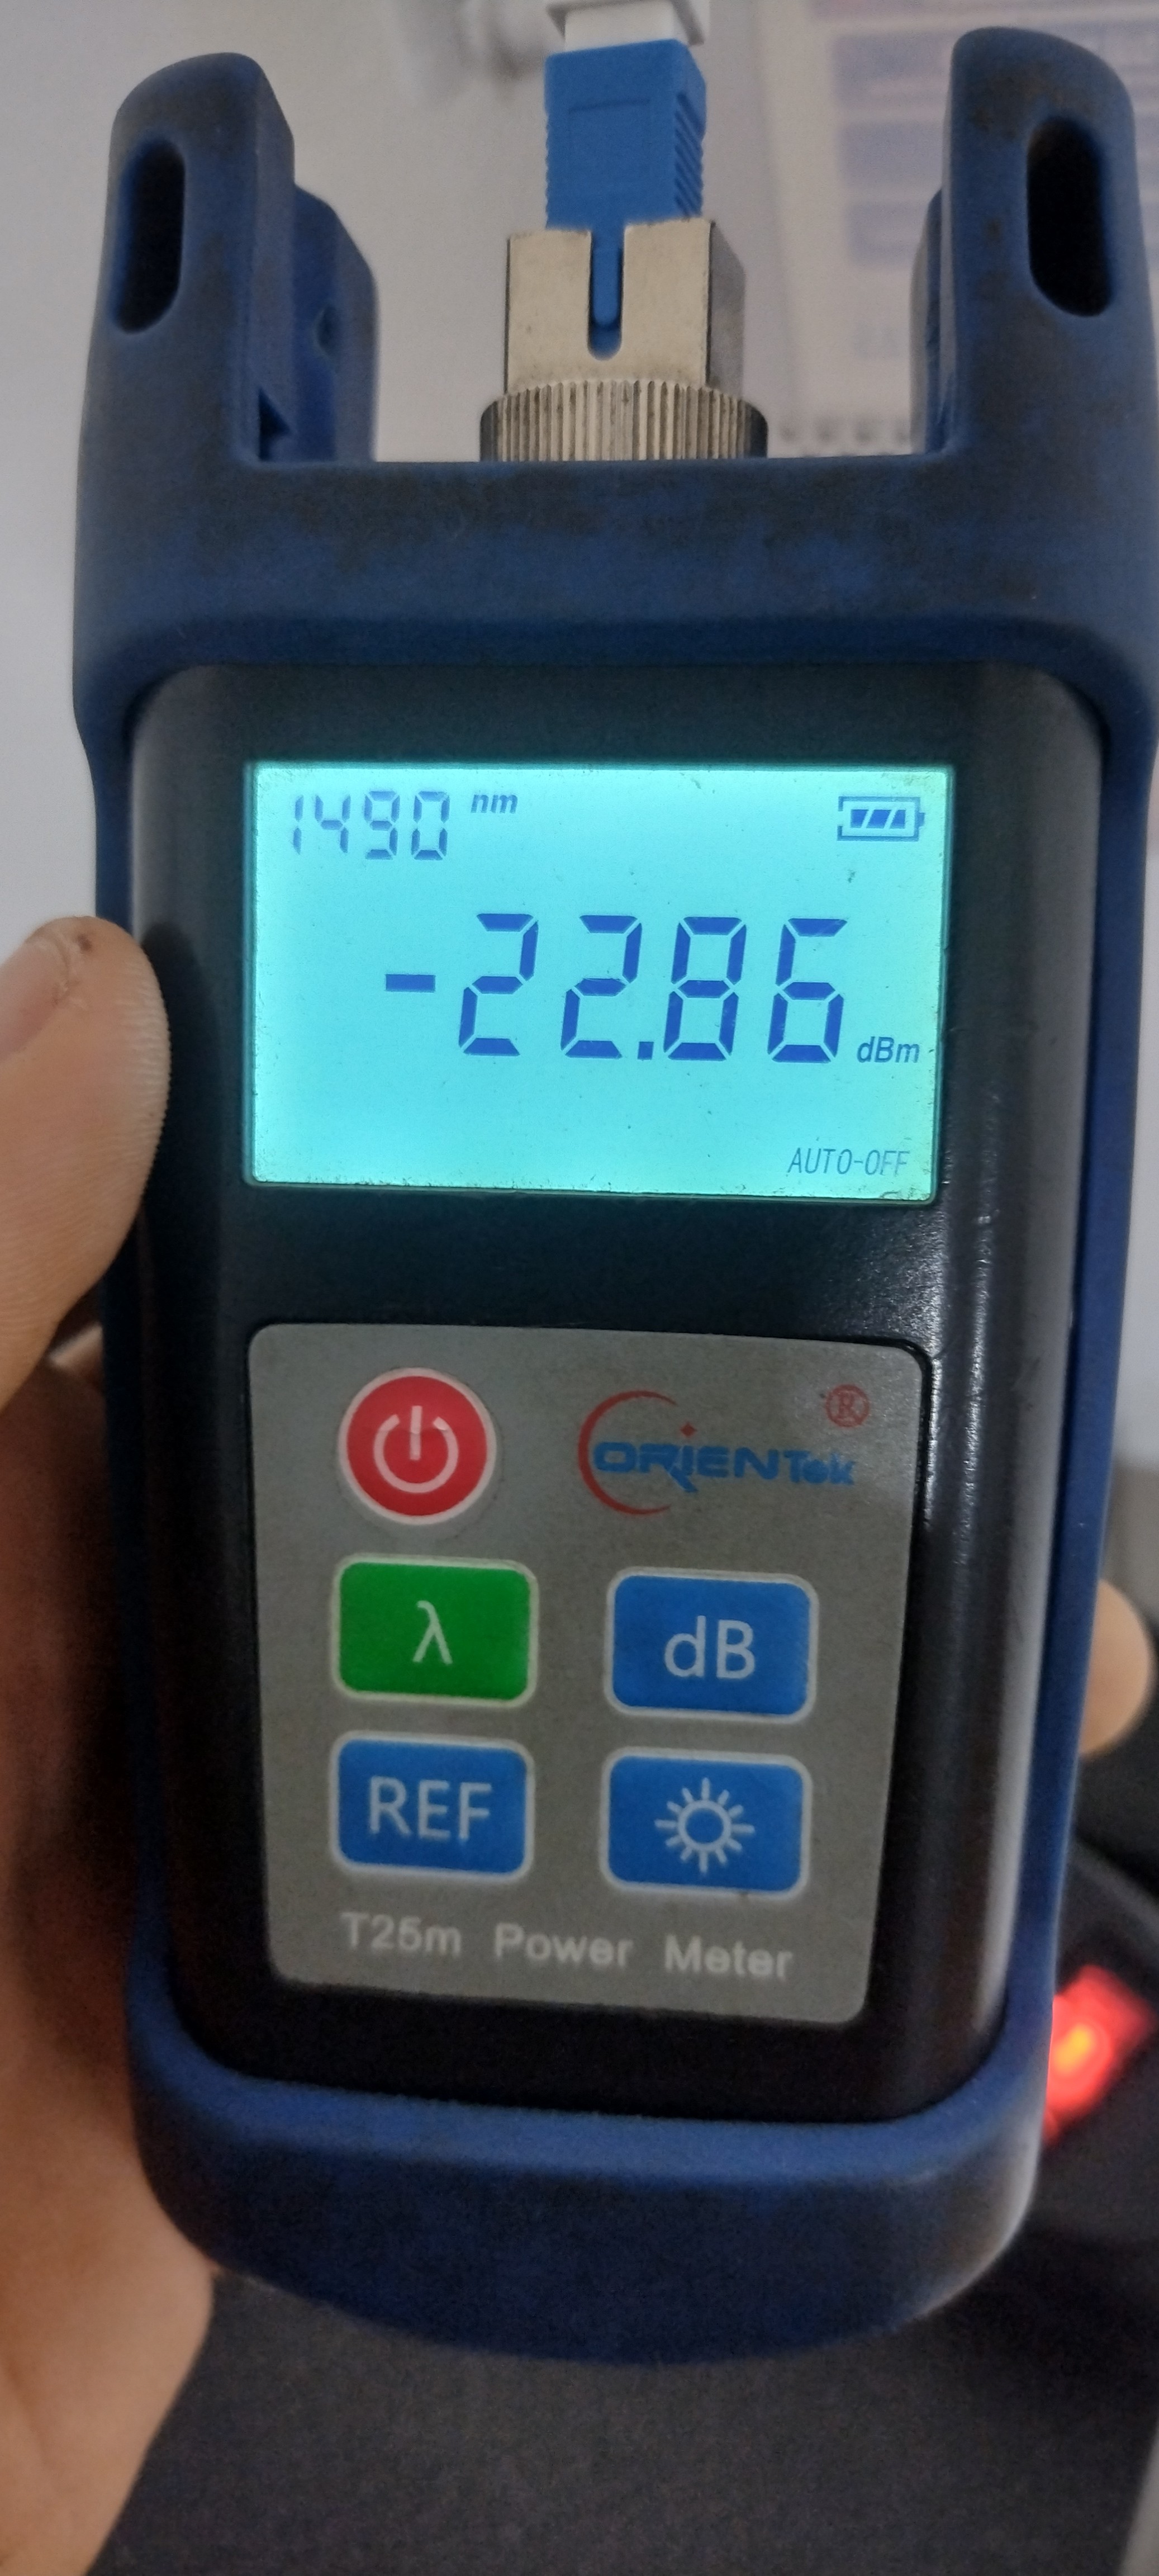 1490 nm
-22.86 dBm
AUTO-OFF
ORIENTek ®
λ dB
REF
T25m Power Meter